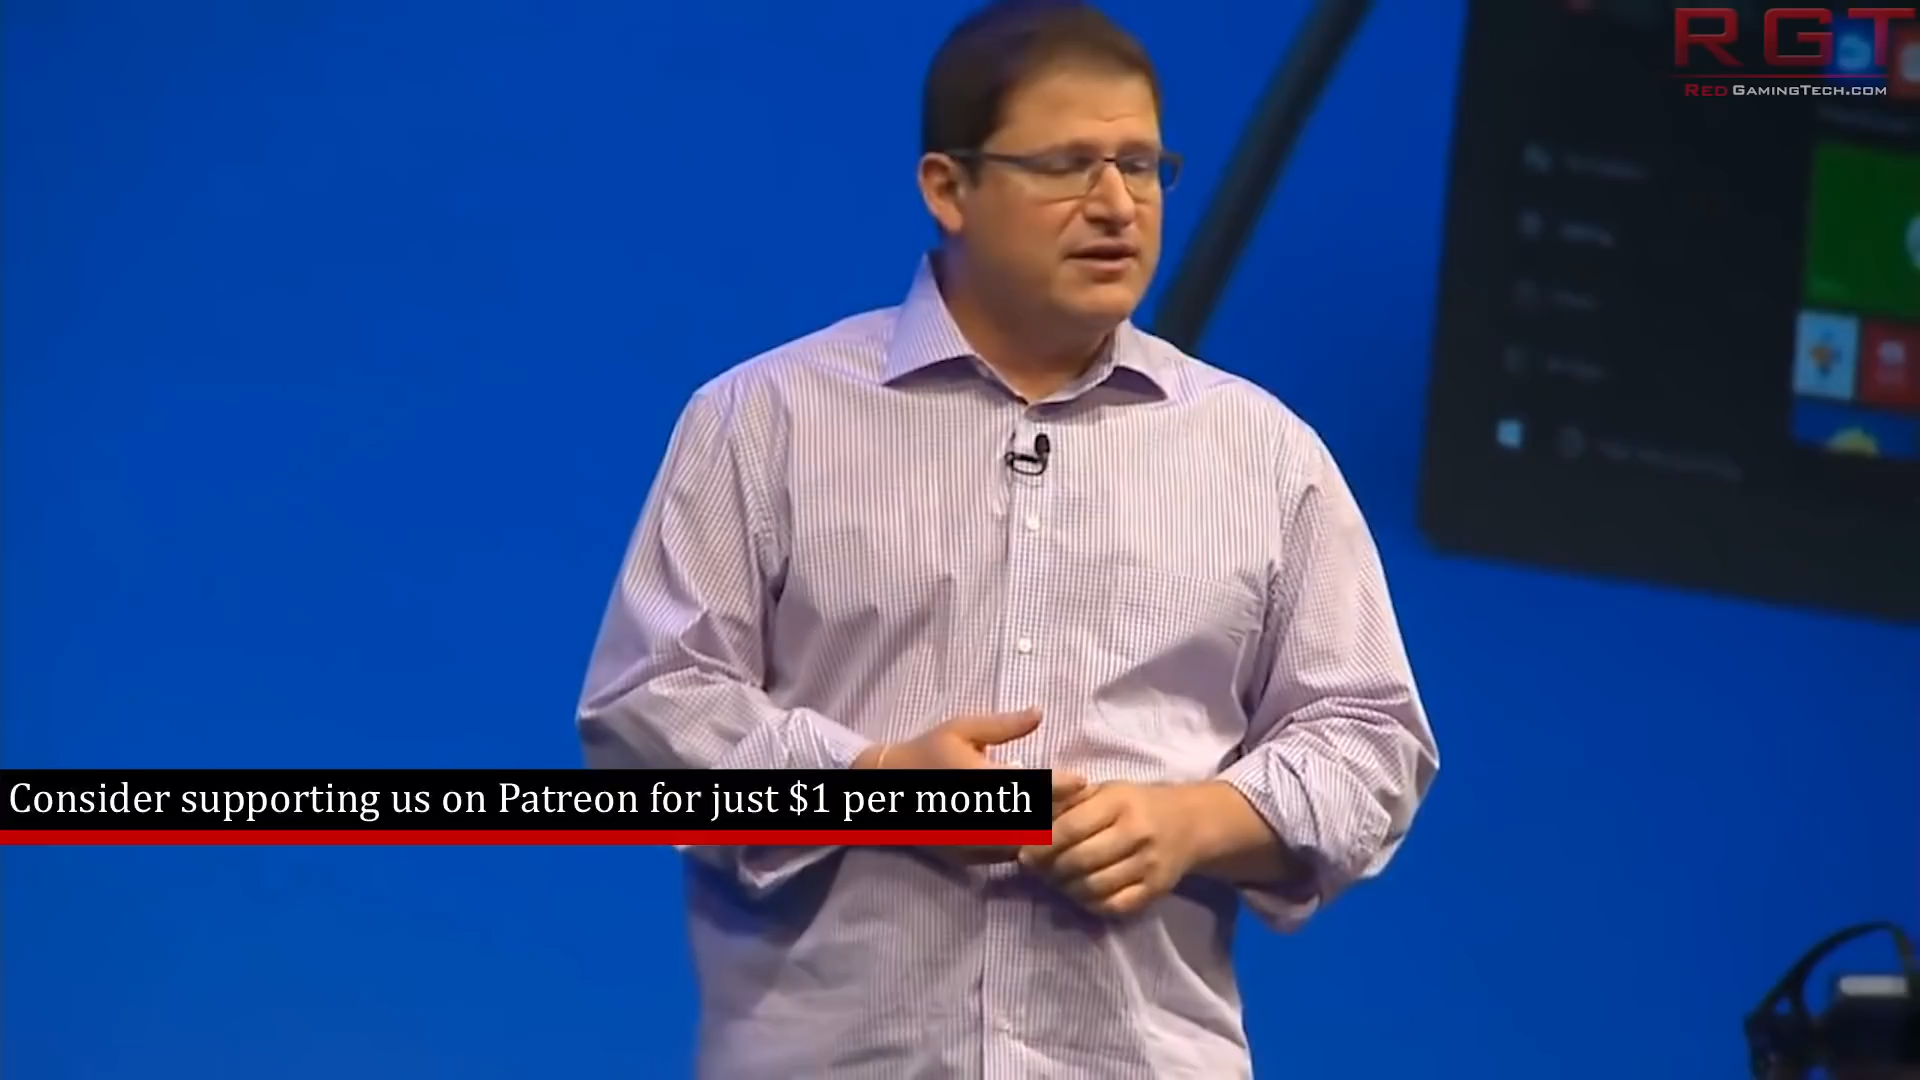 RGT
RED GAMINGTECH.COM
Consider supporting us on Patreon for just $1 per month